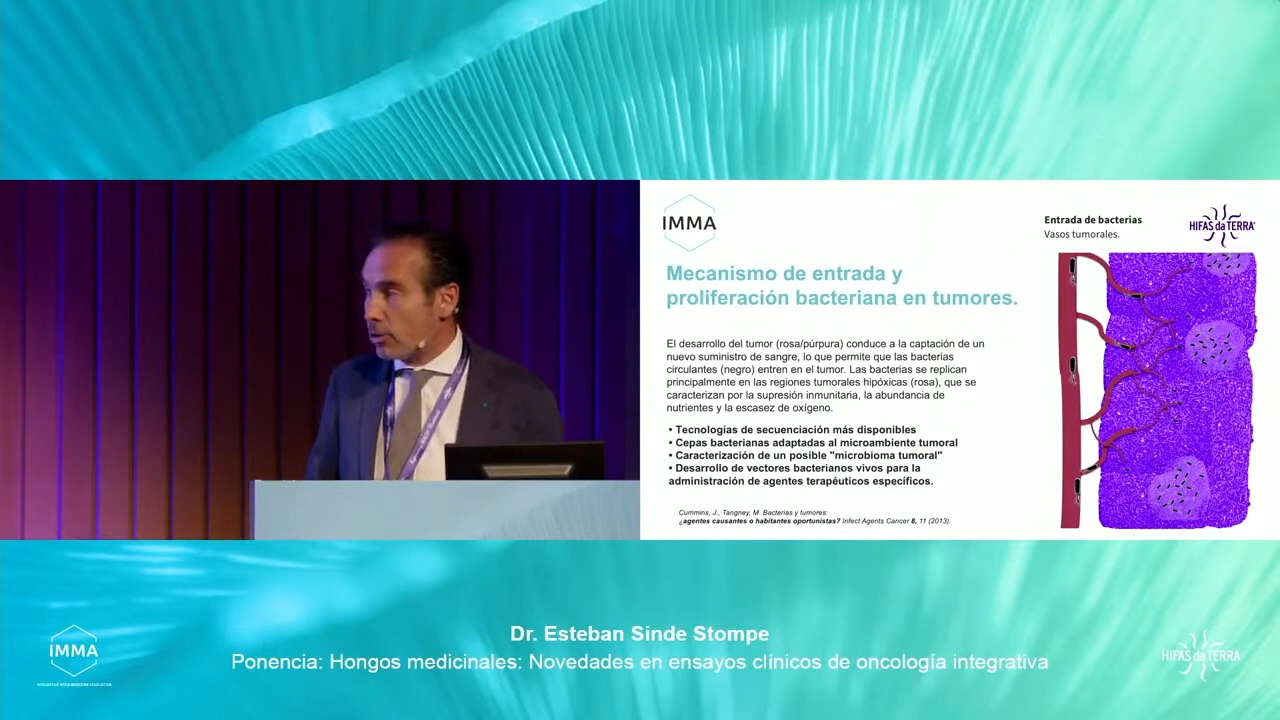 IMMA
Entrada de bacterias
Vasos tumorales.
HIFAS da TERRA
Mecanismo de entrada y
proliferación bacteriana en tumores.
El desarrollo del tumor (rosa/púrpura) conduce a la captación de un
nuevo suministro de sangre, lo que permite que las bacterias
circulantes (negro) entren en el tumor. Las bacterias se replican
principalmente en las regiones tumorales hipóxicas (rosa), que se
caracterizan por la supresión inmunitaria, la abundancia de
nutrientes y la escasez de oxígeno.
• Tecnologías de secuenciación más disponibles
• Cepas bacterianas adaptadas al microambiente tumoral
• Caracterización de un posible "microbioma tumoral"
• Desarrollo de vectores bacterianos vivos para la
administración de agentes terapéuticos específicos.
Cummins, J., Tangney, M. Bacterias y tumores:
¿agentes causantes o habitantes oportunistas? Infect Agents Cancer 8, 11 (2013).
Dr. Esteban Sinde Stompe
Ponencia: Hongos medicinales: Novedades en ensayos clínicos de oncología integrativa
IMMA
HIFAS da TERRA